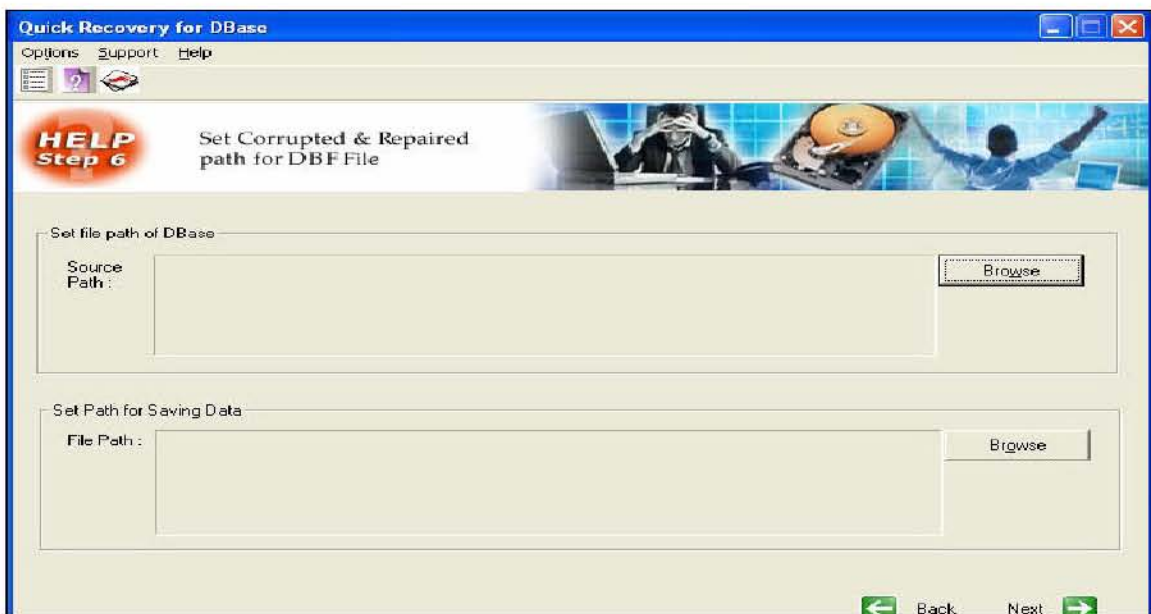 Quick Recovery for DBase
Options Support Help
HELP
Step 6
Set Corrupted & Repaired
path for DBF File
Set file path of DBase
Source
Path :
Browse
Set Path for Saving Data
File Path :
Browse
Back Next